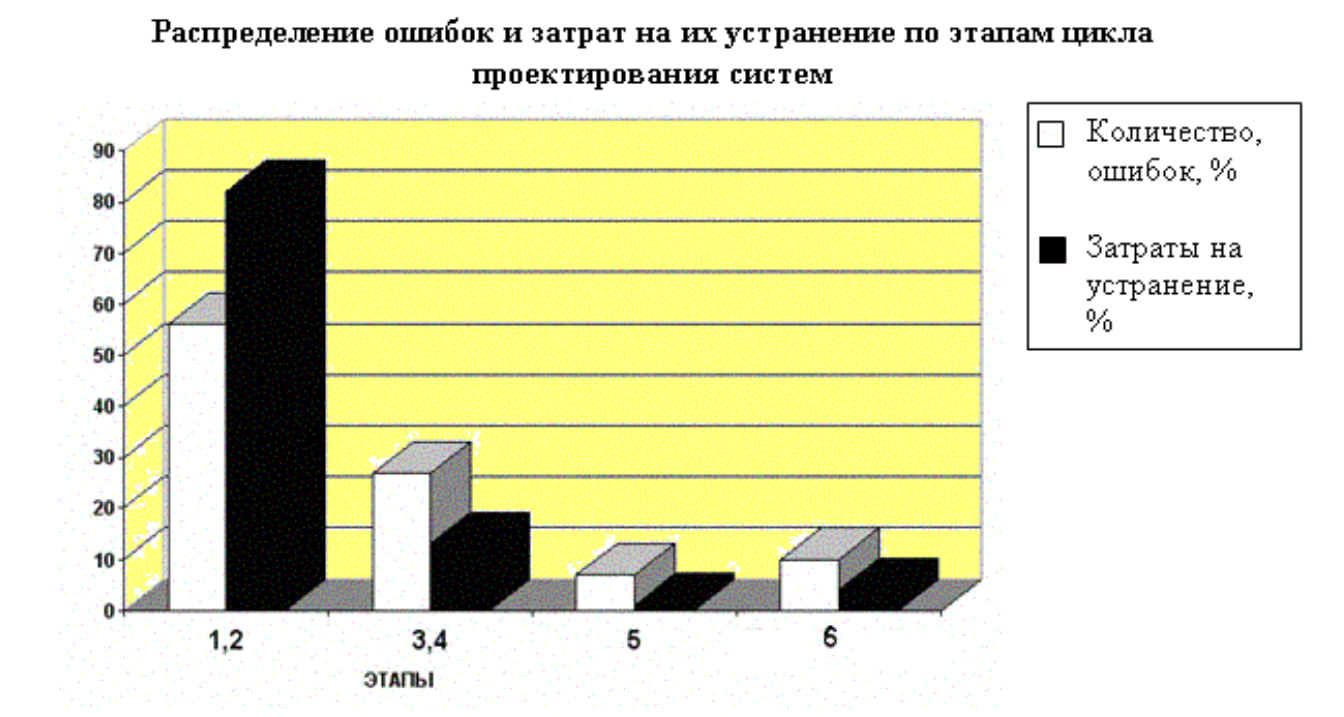 Распределение ошибок и затрат на их устранение по этапам цикла
проектирования систем
90
80
70
60
50
40
30
20
10
0
1,2
3,4
5
6
ЭТАПЫ
Количество,
ошибок, %
Затраты на
устранение,
%